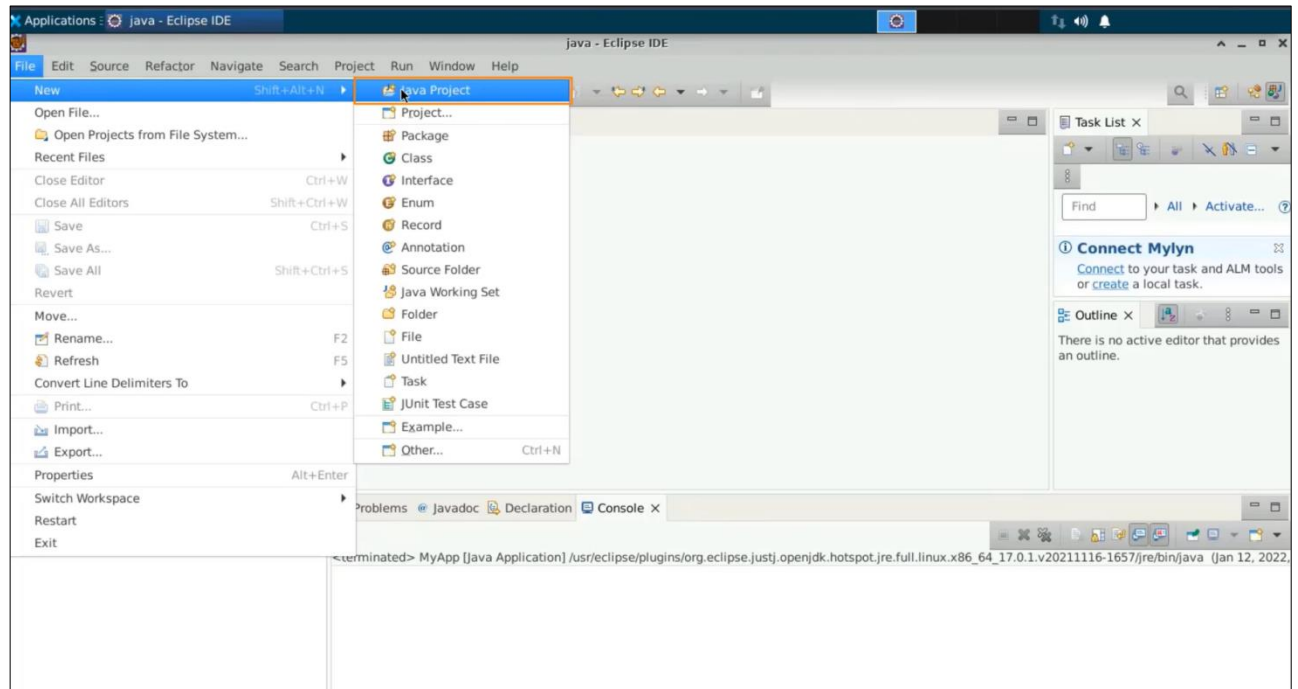 Applications : java - Eclipse IDE
java - Eclipse IDE
File Edit Source Refactor Navigate Search Project Run Window Help
New Shift+Alt+N
Open File...
Open Projects from File System...
Recent Files
Close Editor Ctrl+W
Close All Editors Shift+Ctrl+W
Save Ctrl+S
Save As...
Save All Shift+Ctrl+S
Revert
Move...
Rename... F2
Refresh F5
Convert Line Delimiters To
Print... Ctrl+P
Import...
Export...
Properties Alt+Enter
Switch Workspace
Restart
Exit
Java Project
Project...
Package
Class
Interface
Enum
Record
Annotation
Source Folder
Java Working Set
Folder
File
Untitled Text File
Task
JUnit Test Case
Example...
Other... Ctrl+N
Task List
Find All Activate...
Connect Mylyn
Connect to your task and ALM tools
or create a local task.
Outline
There is no active editor that provides
an outline.
Problems Javadoc Declaration Console
<terminated> MyApp [Java Application] /usr/eclipse/plugins/org.eclipse.justj.openjdk.hotspot.jre.full.linux.x86_64_17.0.1.v20211116-1657/jre/bin/java (Jan 12, 2022,